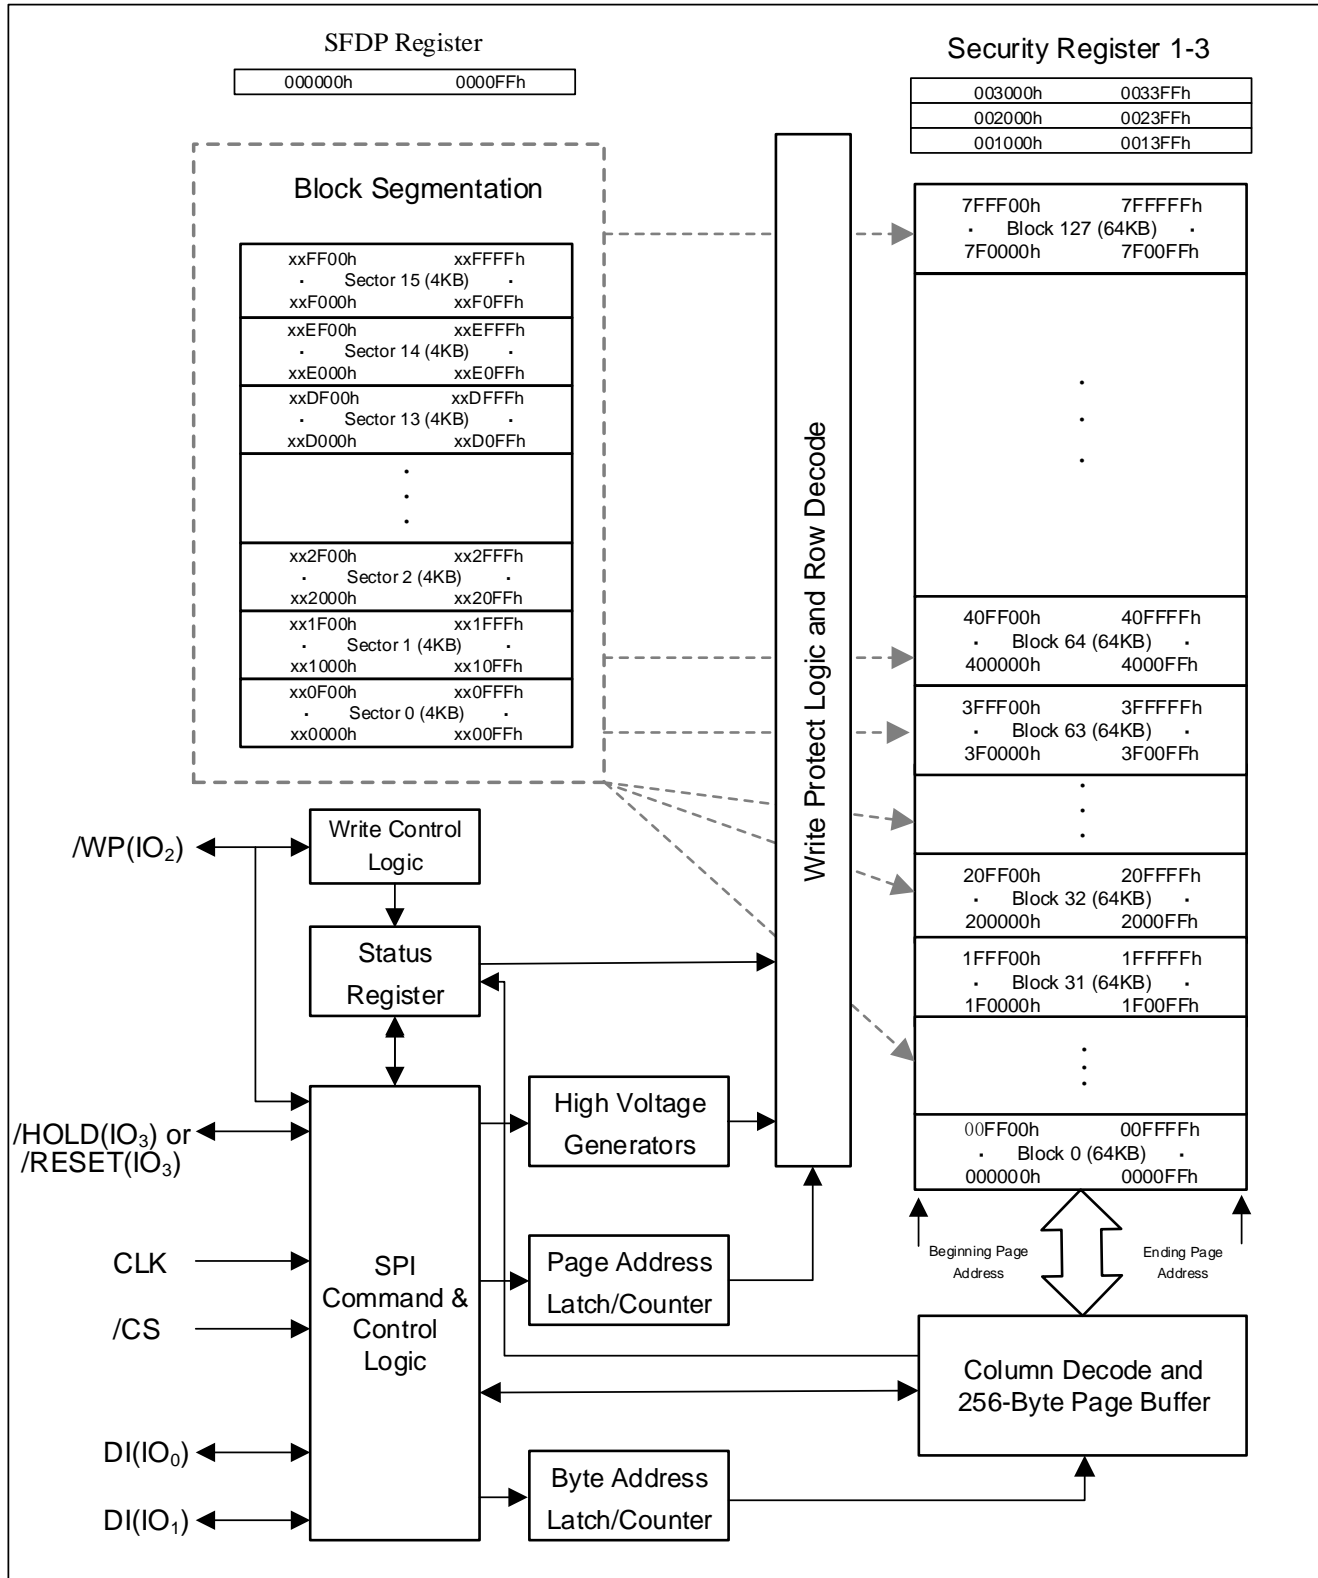 SFDP Register
000000h 0000FFh
Security Register 1-3
003000h 0033FFh
002000h 0023FFh
001000h 0013FFh
Block Segmentation
xxFF00h xxFFFFh
· Sector 15 (4KB) ·
xxF000h xxF0FFh
xxEF00h xxEFFFh
· Sector 14 (4KB) ·
xxE000h xxE0FFh
xxDF00h xxDFFFh
· Sector 13 (4KB) ·
xxD000h xxD0FFh
xx2F00h xx2FFFh
· Sector 2 (4KB) ·
xx2000h xx20FFh
xx1F00h xx1FFFh
· Sector 1 (4KB) ·
xx1000h xx10FFh
xx0F00h xx0FFFh
· Sector 0 (4KB) ·
xx0000h xx00FFh
Write Protect Logic and Row Decode
7FFF00h 7FFFFFh
· Block 127 (64KB) ·
7F0000h 7F00FFh
40FF00h 40FFFFh
· Block 64 (64KB) ·
400000h 4000FFh
3FFF00h 3FFFFFh
· Block 63 (64KB) ·
3F0000h 3F00FFh
20FF00h 20FFFFh
· Block 32 (64KB) ·
200000h 2000FFh
1FFF00h 1FFFFFh
· Block 31 (64KB) ·
1F0000h 1F00FFh
00FF00h 00FFFFh
· Block 0 (64KB) ·
000000h 0000FFh
Beginning Page
Address
Ending Page
Address
/WP(IO2)
Write Control
Logic
Status
Register
/HOLD(IO3) or
/RESET(IO3)
High Voltage
Generators
CLK
/CS
SPI
Command &
Control
Logic
Page Address
Latch/Counter
Column Decode and
256-Byte Page Buffer
DI(IO0)
DI(IO1)
Byte Address
Latch/Counter